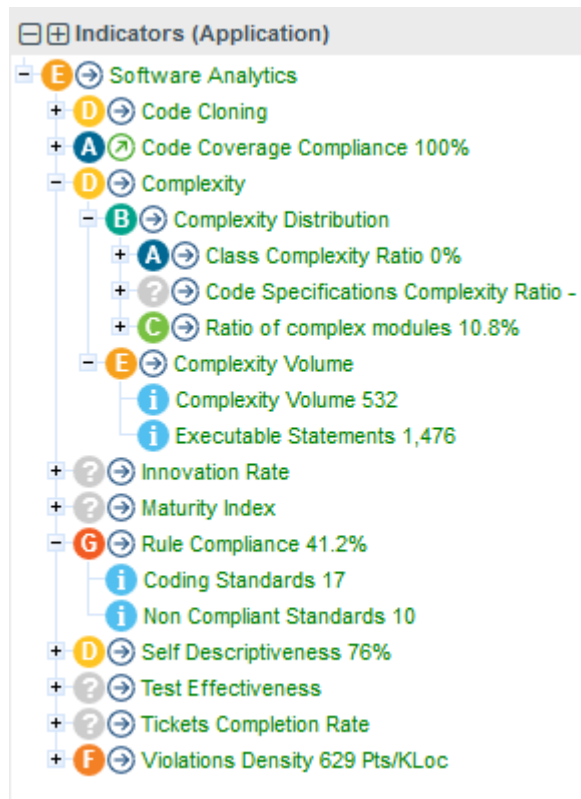 Indicators (Application)
E Software Analytics
D Code Cloning
A Code Coverage Compliance 100%
D Complexity
B Complexity Distribution
A Class Complexity Ratio 0%
? Code Specifications Complexity Ratio -
C Ratio of complex modules 10.8%
E Complexity Volume
i Complexity Volume 532
i Executable Statements 1,476
? Innovation Rate
? Maturity Index
G Rule Compliance 41.2%
i Coding Standards 17
i Non Compliant Standards 10
D Self Descriptiveness 76%
? Test Effectiveness
? Tickets Completion Rate
F Violations Density 629 Pts/KLoc